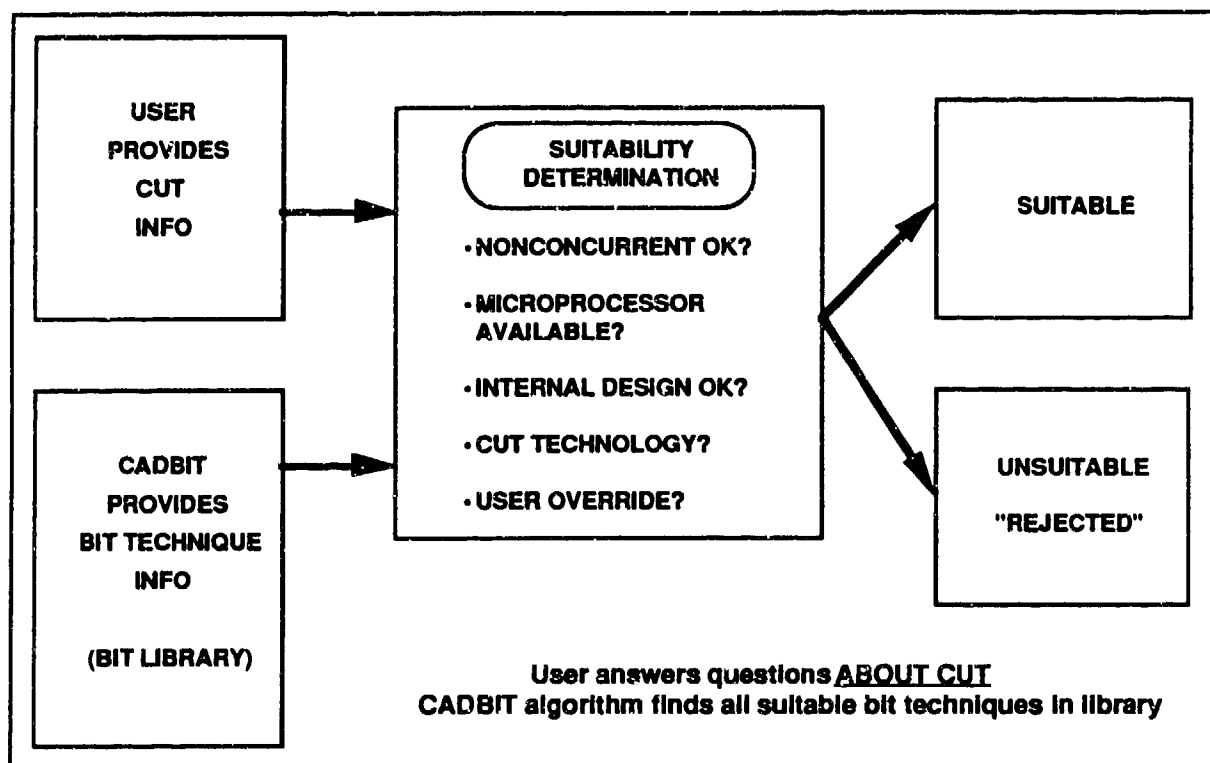 USER
PROVIDES
CUT
INFO
CADBIT
PROVIDES
BIT TECHNIQUE
INFO
(BIT LIBRARY)
SUITABILITY
DETERMINATION
• NONCONCURRENT OK?
• MICROPROCESSOR
AVAILABLE?
• INTERNAL DESIGN OK?
• CUT TECHNOLOGY?
• USER OVERRIDE?
SUITABLE
UNSUITABLE
"REJECTED"
User answers questions ABOUT CUT
CADBIT algorithm finds all suitable bit techniques in library